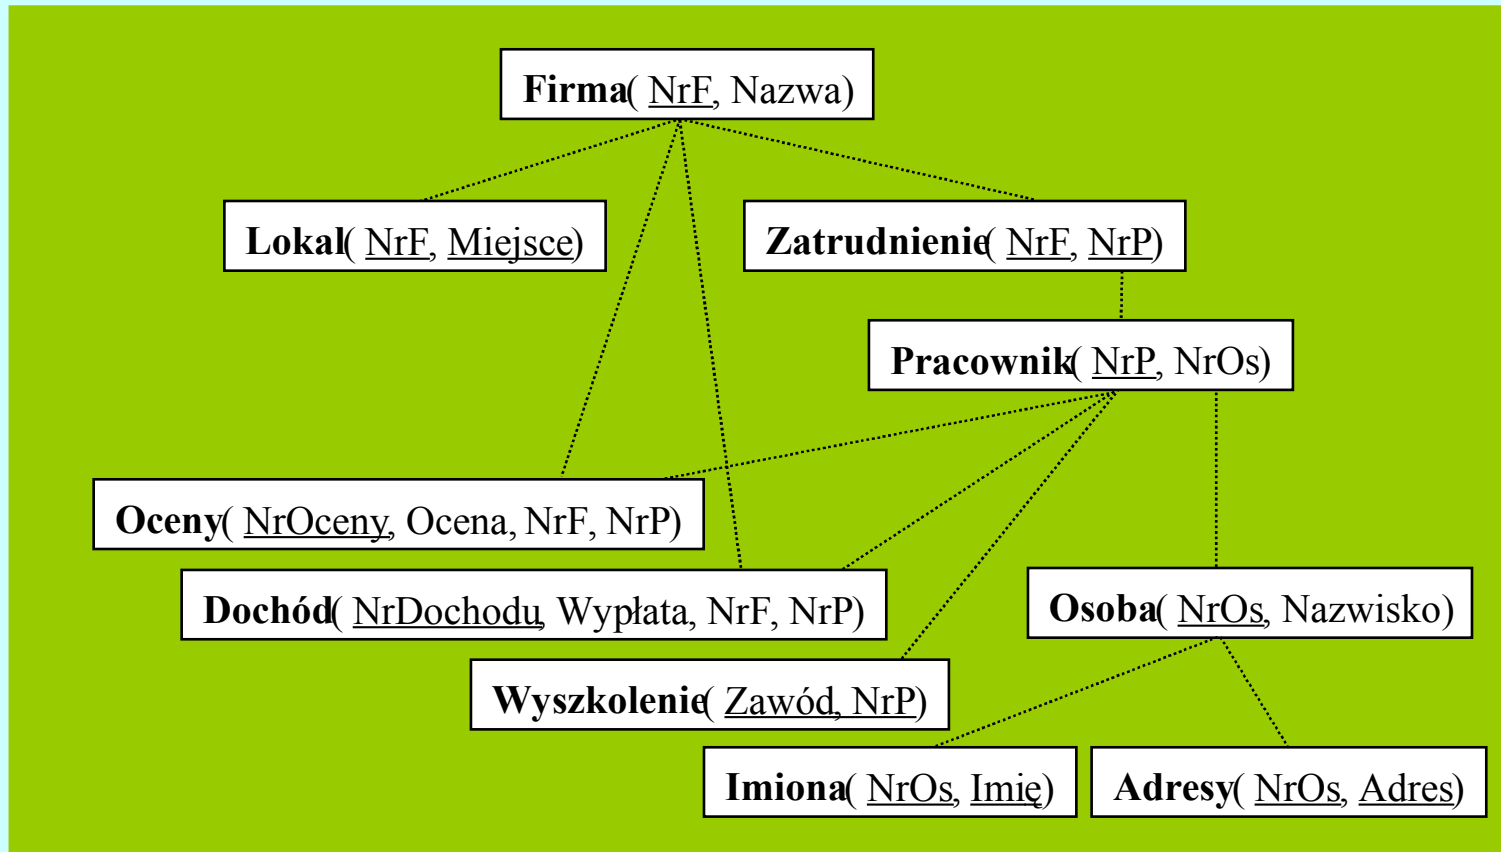 Firma( NrF, Nazwa)
Lokal( NrF, Miejsce)
Zatrudnienie( NrF, NrP)
Pracownik( NrP, NrOs)
Oceny( NrOceny, Ocena, NrF, NrP)
Dochód( NrDochodu, Wypłata, NrF, NrP)
Osoba( NrOs, Nazwisko)
Wyszkolenie( Zawód, NrP)
Imiona( NrOs, Imię)
Adresy( NrOs, Adres)